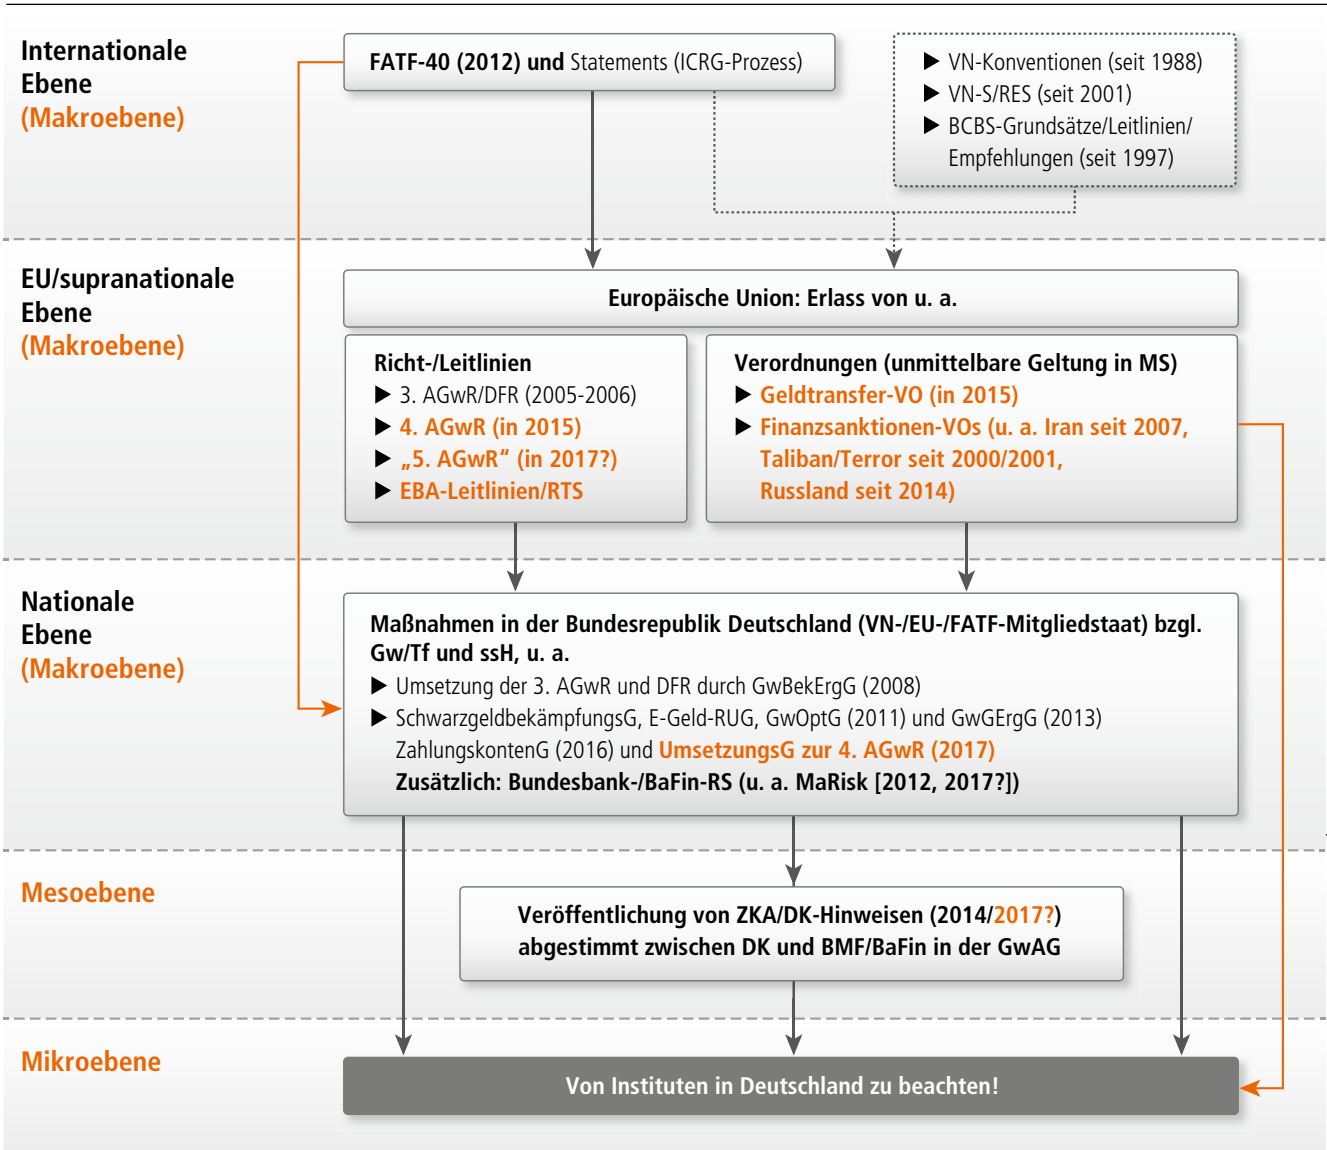 Internationale
Ebene
(Makroebene)
FATF-40 (2012) und Statements (ICRG-Prozess)
▶ VN-Konventionen (seit 1988)
▶ VN-S/RES (seit 2001)
▶ BCBS-Grundsätze/Leitlinien/
Empfehlungen (seit 1997)
EU/supranationale
Ebene
(Makroebene)
Europäische Union: Erlass von u. a.
Richt-/Leitlinien
▶ 3. AGwR/DFR (2005-2006)
▶ 4. AGwR (in 2015)
▶ „5. AGwR“ (in 2017?)
▶ EBA-Leitlinien/RTS
Verordnungen (unmittelbare Geltung in MS)
▶ Geldtransfer-VO (in 2015)
▶ Finanzsanktionen-VOs (u. a. Iran seit 2007,
Taliban/Terror seit 2000/2001,
Russland seit 2014)
Nationale
Ebene
(Makroebene)
Maßnahmen in der Bundesrepublik Deutschland (VN-/EU-/FATF-Mitgliedstaat) bzgl.
Gw/Tf und ssH, u. a.
▶ Umsetzung der 3. AGwR und DFR durch GwBekErgG (2008)
▶ SchwarzgeldbekämpfungsG, E-Geld-RUG, GwOptG (2011) und GwGErgG (2013)
ZahlungskontenG (2016) und UmsetzungsG zur 4. AGwR (2017)
Zusätzlich: Bundesbank-/BaFin-RS (u. a. MaRisk [2012, 2017?])
Mesoebene
Veröffentlichung von ZKA/DK-Hinweisen (2014/2017?)
abgestimmt zwischen DK und BMF/BaFin in der GwAG
Mikroebene
Von Instituten in Deutschland zu beachten!